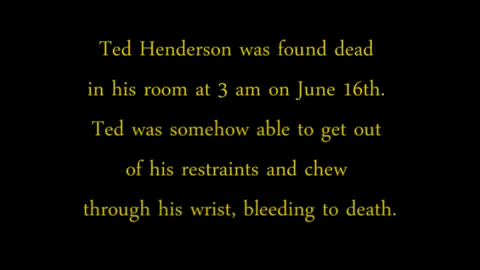 Ted Henderson was found dead
in his room at 3 am on June 16th.
Ted was somehow able to get out
of his restraints and chew
through his wrist, bleeding to death.